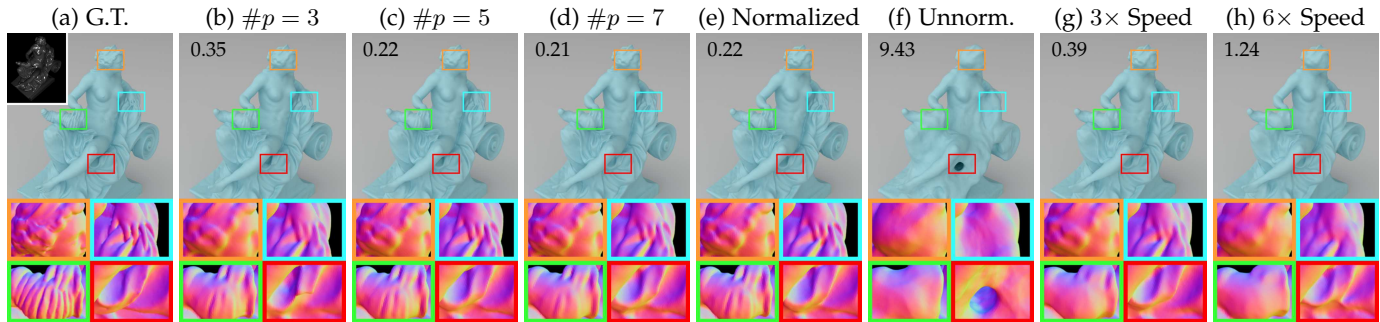 (a) G.T. (b) #p = 3 (c) #p = 5 (d) #p = 7 (e) Normalized (f) Unnorm. (g) 3× Speed (h) 6× Speed
0.35 0.22 0.21 0.22 9.43 0.39 1.24